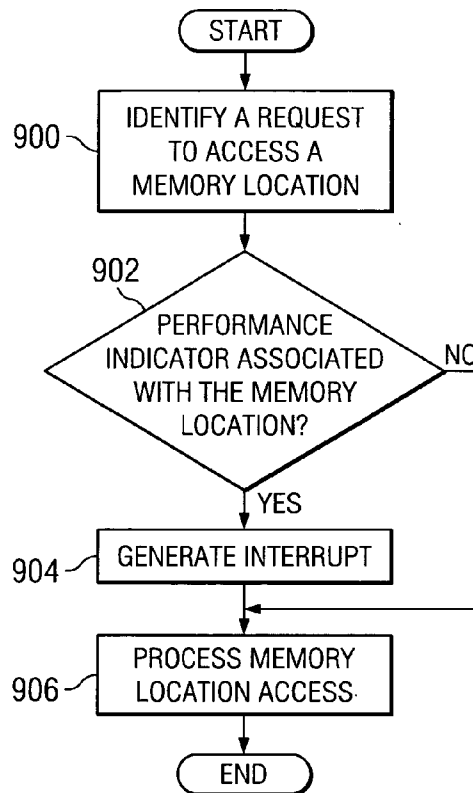 START
900
IDENTIFY A REQUEST
TO ACCESS A
MEMORY LOCATION
902
PERFORMANCE
INDICATOR ASSOCIATED
WITH THE MEMORY
LOCATION?
NO
YES
904
GENERATE INTERRUPT
906
PROCESS MEMORY
LOCATION ACCESS
END